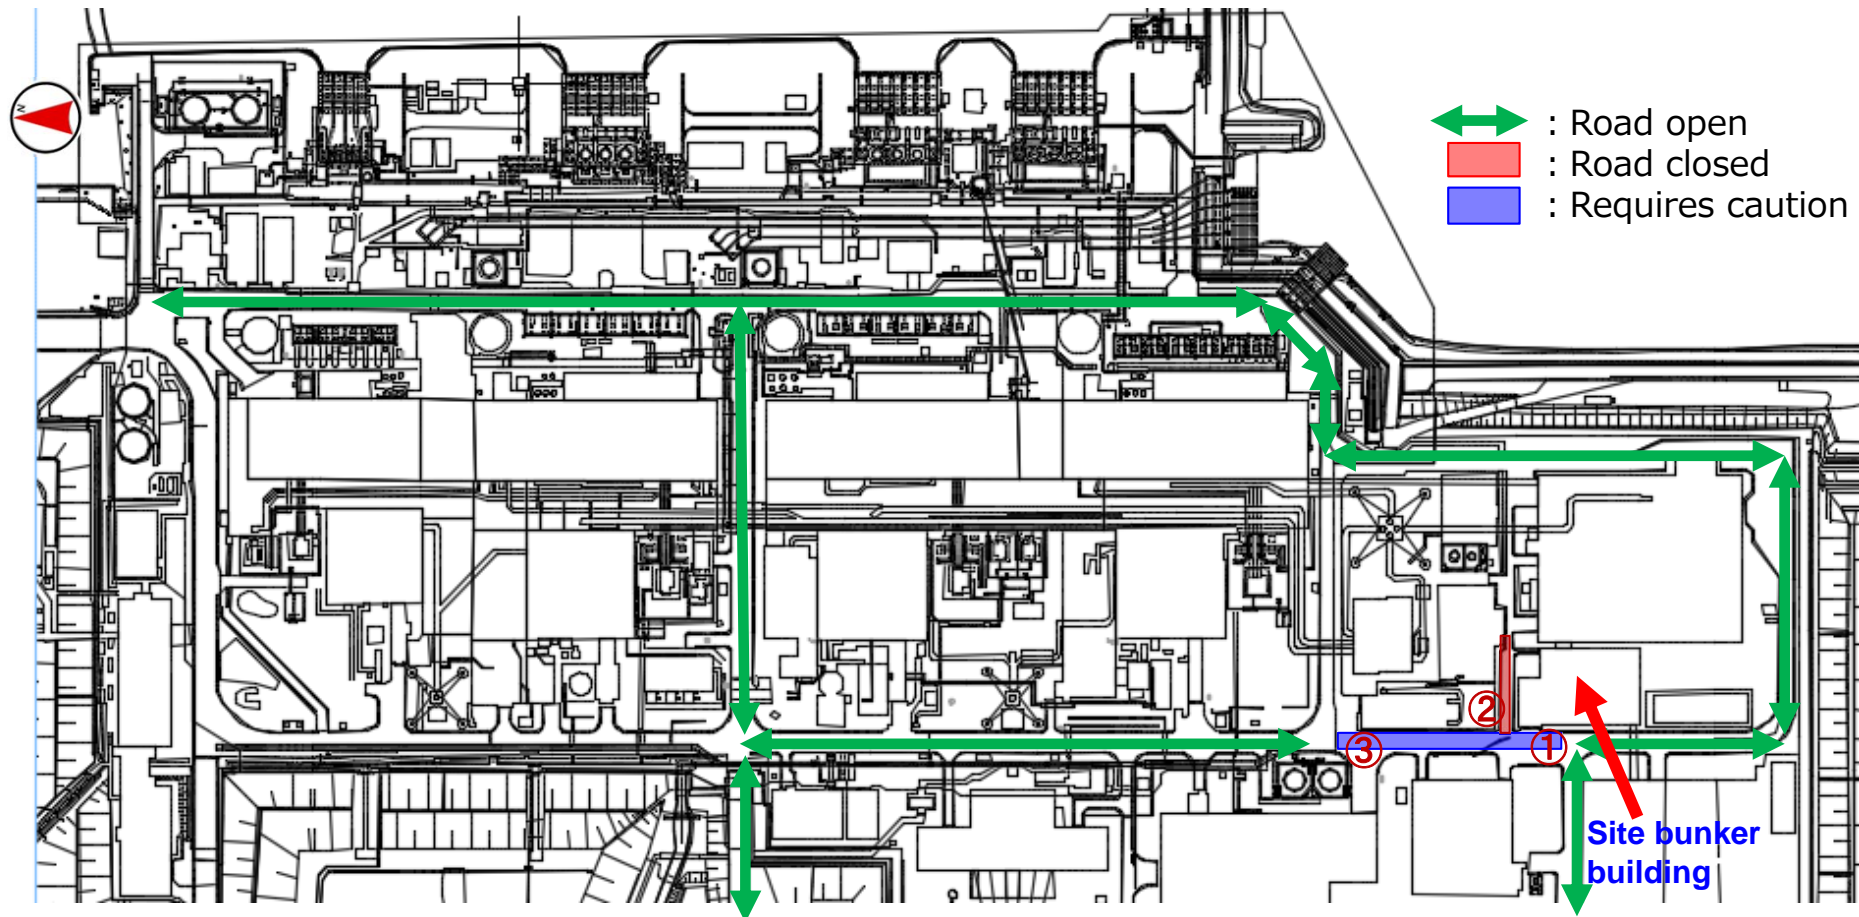 N
: Road open
: Road closed
: Requires caution
②
③
①
Site bunker
building